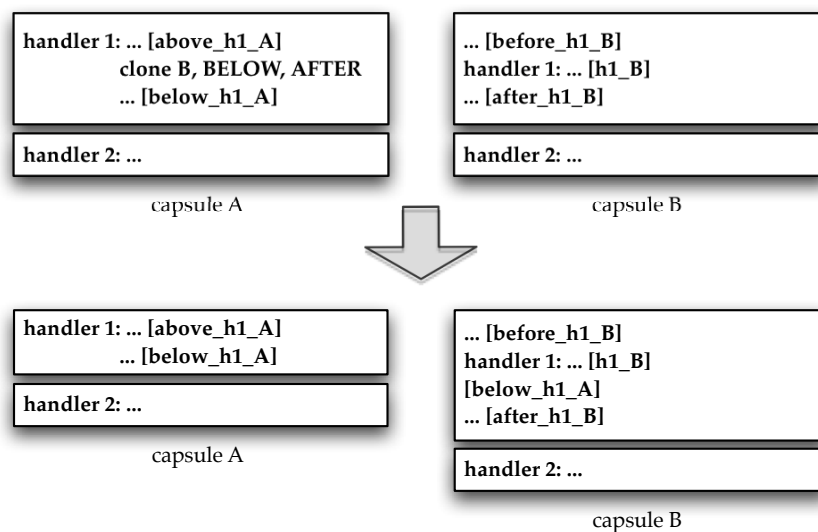 handler 1: ... [above_h1_A]
clone B, BELOW, AFTER
... [below_h1_A]
handler 2: ...
capsule A
... [before_h1_B]
handler 1: ... [h1_B]
... [after_h1_B]
handler 2: ...
capsule B
handler 1: ... [above_h1_A]
... [below_h1_A]
handler 2: ...
capsule A
... [before_h1_B]
handler 1: ... [h1_B]
[below_h1_A]
... [after_h1_B]
handler 2: ...
capsule B